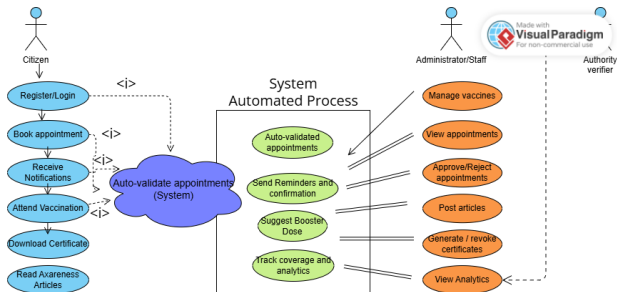 Made with
Visual Paradigm
For non-commercial use
Citizen
Administrator/Staff
Authority
verifier
System
Automated Process
Register/Login
<i>
Book appointment
<i>
Receive
Notifications
<i>
Attend Vaccination
<i>
Download Certificate
Read Axareness
Articles
Auto-validate appointments
(System)
Auto-validated
appointments
Send Reminders and
confirmation
Suggest Booster
Dose
Track coverage and
analytics
Manage vaccines
View appointments
Approve/Reject
appointments
Post articles
Generate / revoke
certificates
View Analytics